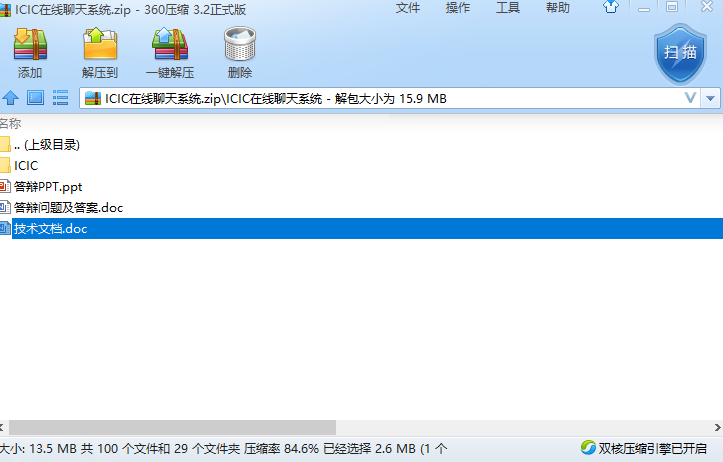 ICIC在线聊天系统.zip - 360压缩 3.2正式版
文件 操作 工具 帮助
添加 解压到 一键解压 删除 扫描
ICIC在线聊天系统.zip\ICIC在线聊天系统 - 解包大小为 15.9 MB
名称
.. (上级目录)
ICIC
答辩PPT.ppt
答辩问题及答案.doc
技术文档.doc
大小: 13.5 MB 共 100 个文件和 29 个文件夹 压缩率 84.6% 已经选择 2.6 MB (1 个 双核压缩引擎已开启